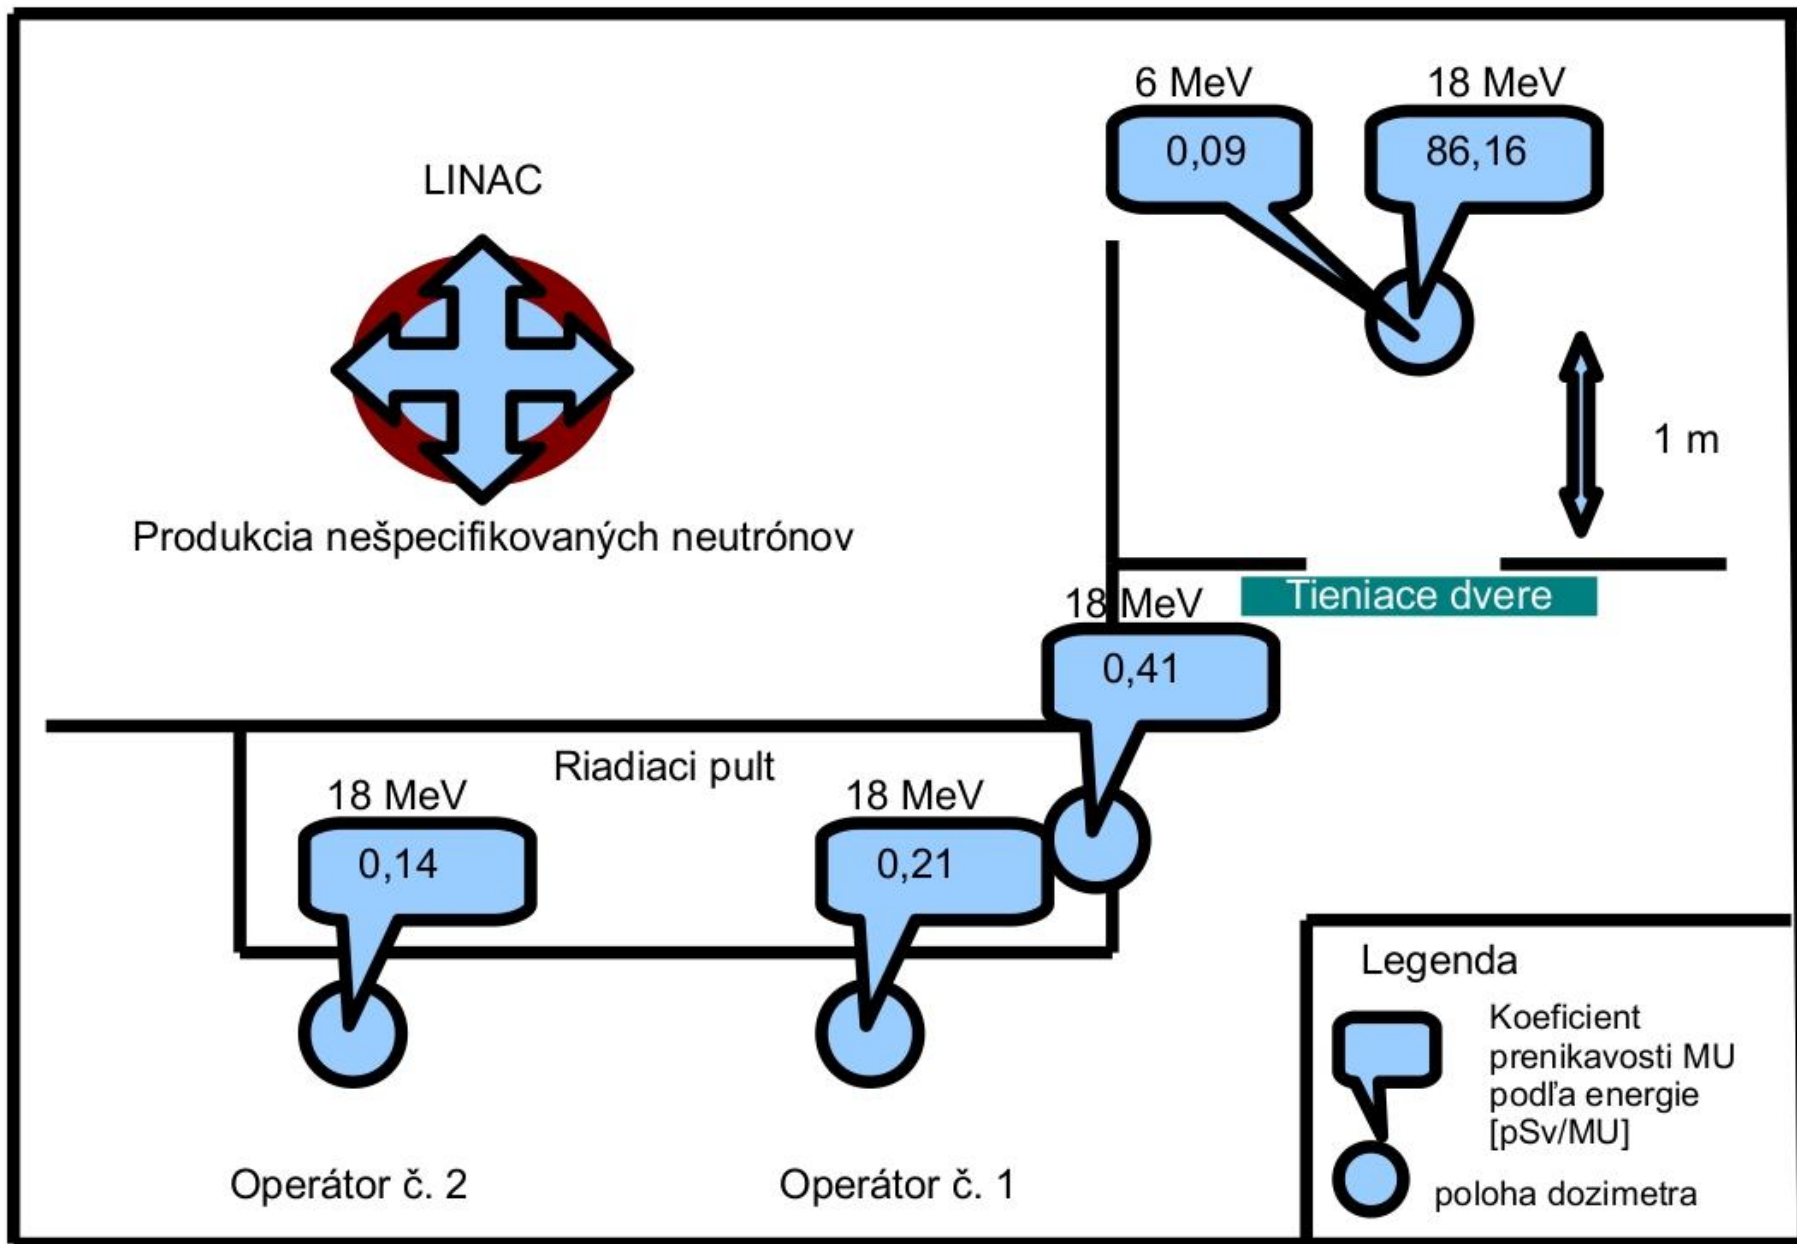 6 MeV
18 MeV
0,09
86,16
LINAC
1 m
Produkcia nešpecifikovaných neutrónov
Tieniace dvere
18 MeV
0,41
Riadiaci pult
18 MeV
18 MeV
0,14
0,21
Legenda
Koeficient
prenikavosti MU
podľa energie
[pSv/MU]
poloha dozimetra
Operátor č. 2
Operátor č. 1